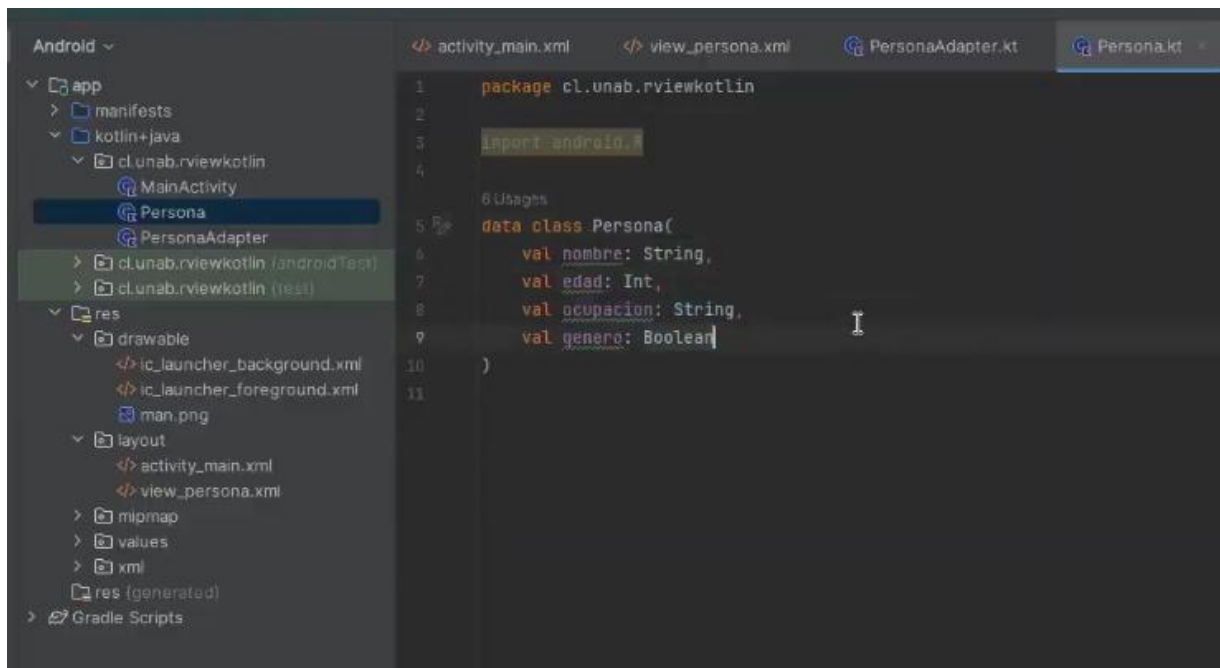 Android
app
manifests
kotlin+java
cl.unab.rviewkotlin
MainActivity
Persona
PersonaAdapter
cl.unab.rviewkotlin (androidTest)
cl.unab.rviewkotlin (test)
res
drawable
ic_launcher_background.xml
ic_launcher_foreground.xml
man.png
layout
activity_main.xml
view_persona.xml
mipmap
values
xml
res (generated)
Gradle Scripts
activity_main.xml view_persona.xml PersonaAdapter.kt Persona.kt
1 package cl.unab.rviewkotlin
2
3 import android.R
4
6 Usages
5 data class Persona(
6 val nombre: String,
7 val edad: Int,
8 val ocupacion: String,
9 val genero: Boolean
10 )
11